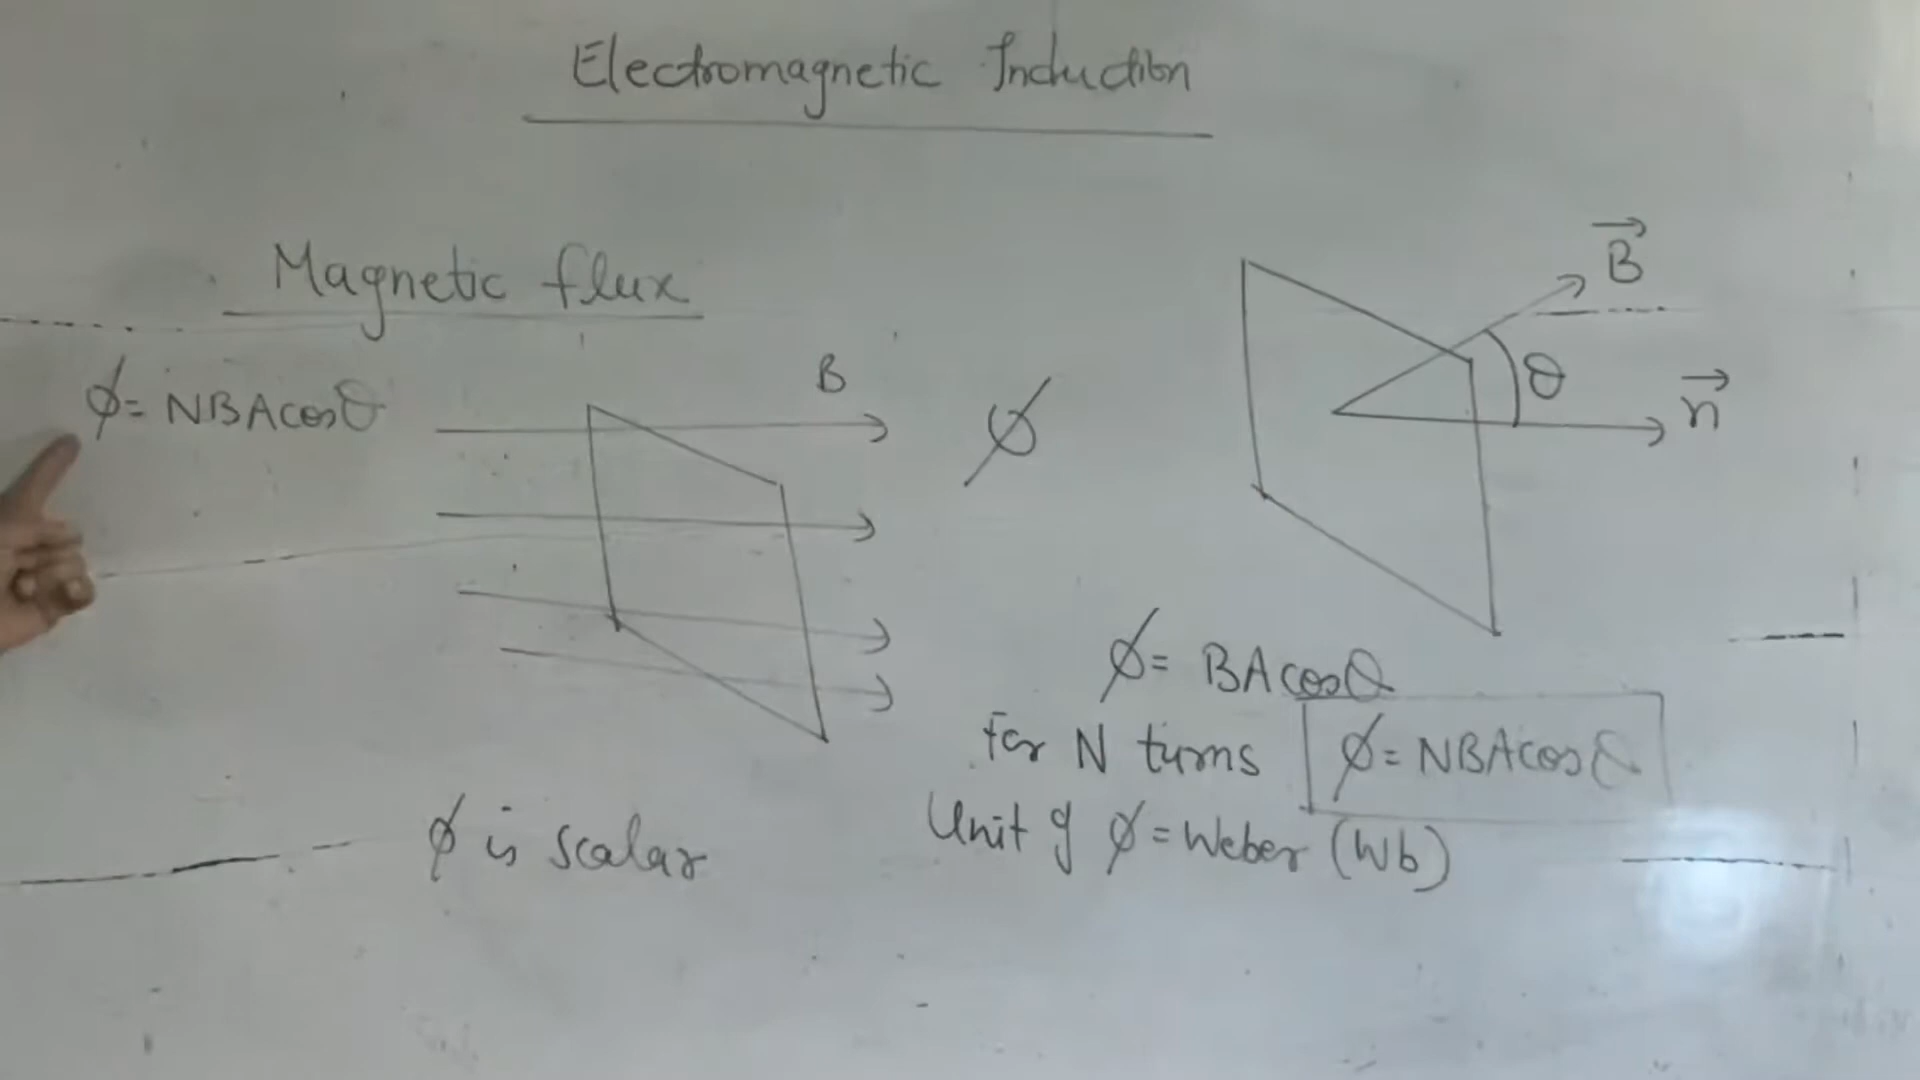 Electromagnetic Induction
Magnetic flux
ϕ = NBAcosθ
B
ϕ
B⃗
θ
n⃗
ϕ = BAcosθ
For N turns ϕ = NBAcosθ
Unit of ϕ = Weber (Wb)
ϕ is scalar